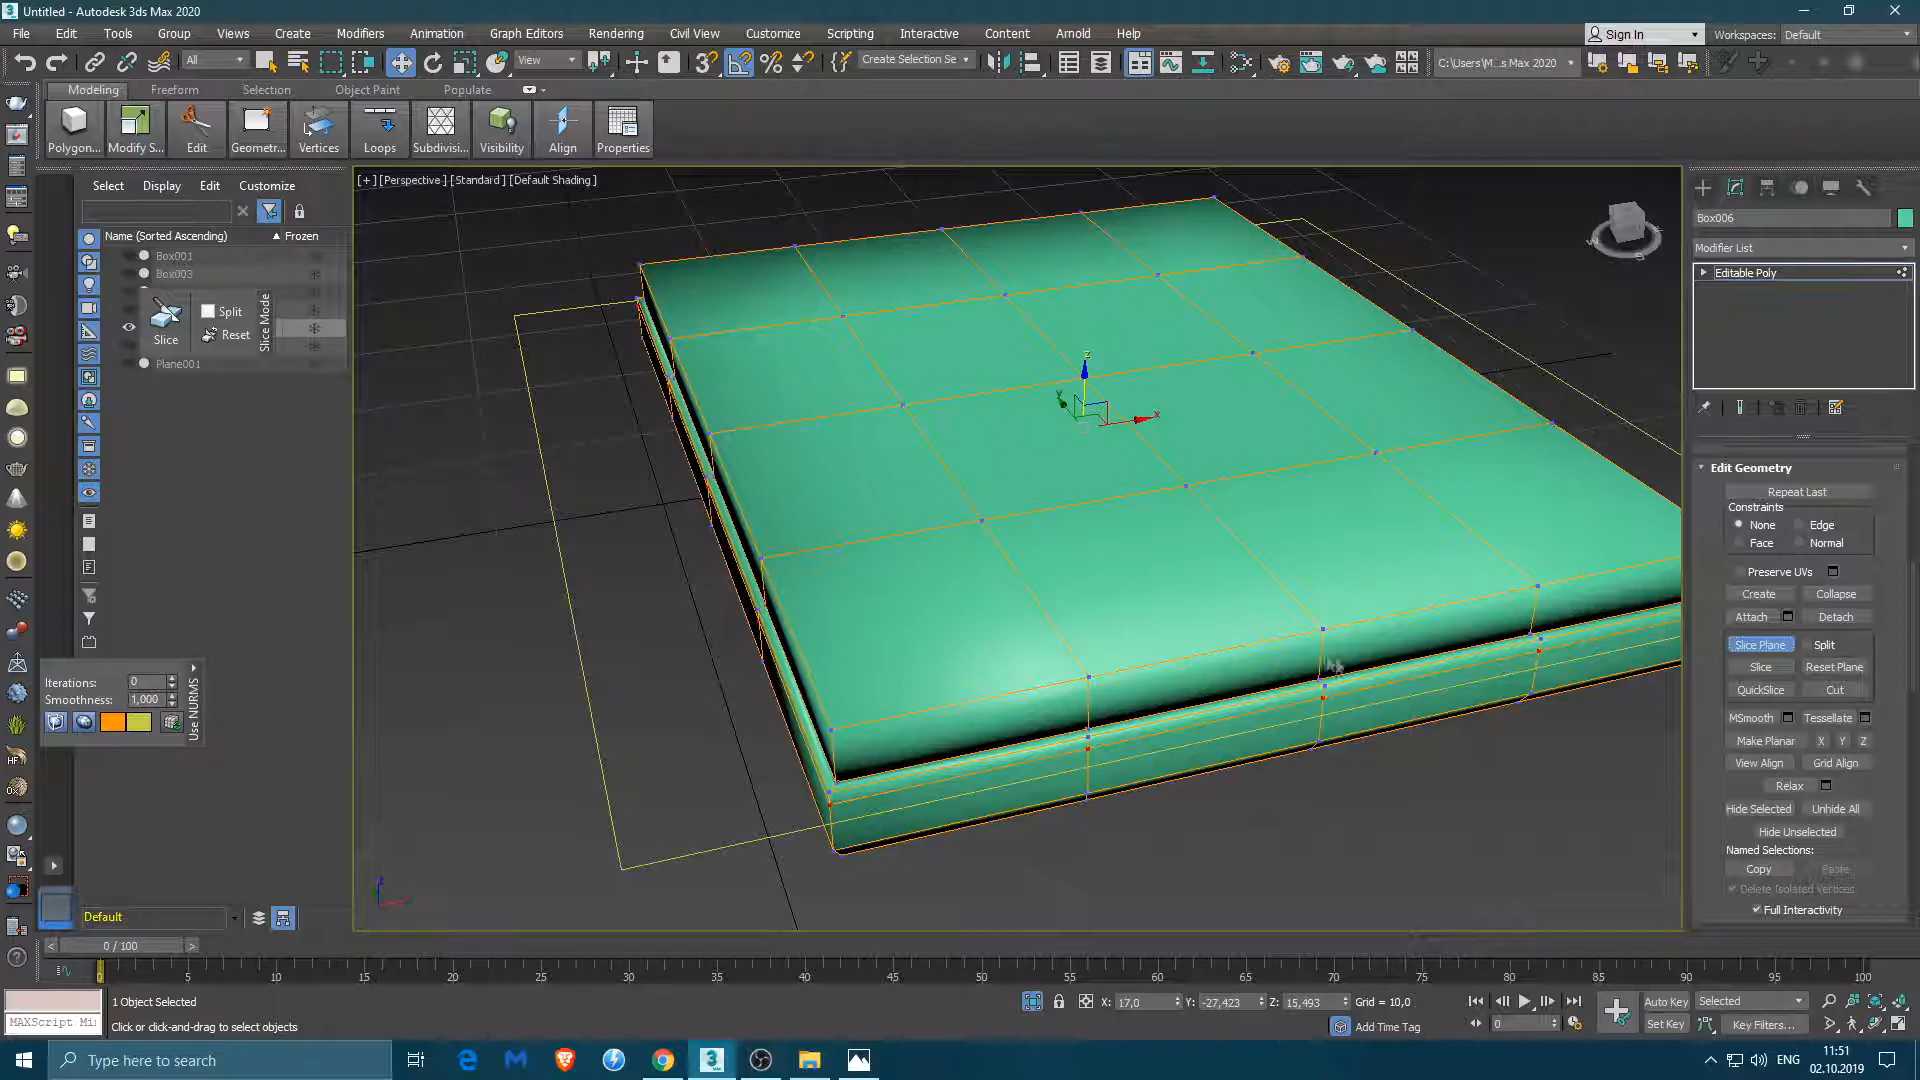 Untitled - Autodesk 3ds Max 2020
File Edit Tools Group Views Create Modifiers Animation Graph Editors Rendering Civil View Customize Scripting Interactive Content Arnold Help
Sign In Workspaces: Default
All View Create Selection Se C:\Users\M...s Max 2020
Modeling Freeform Selection Object Paint Populate
Polygon... Modify S... Edit Geometr... Vertices Loops Subdivisi... Visibility Align Properties
Select Display Edit Customize
[+] [Perspective] [Standard] [Default Shading]
Name (Sorted Ascending) Frozen
Box001
Box003
Split
Slice Reset
Slice Mode
Plane001
Iterations: 0
Smoothness: 1,000
Use NURMS
Default
z
y
x
Box006
Modifier List
Editable Poly
Edit Geometry
Repeat Last
Constraints
None Edge
Face Normal
Preserve UVs
Create Collapse
Attach Detach
Slice Plane Split
Slice Reset Plane
QuickSlice Cut
MSmooth Tessellate
Make Planar X Y Z
View Align Grid Align
Relax
Hide Selected Unhide All
Hide Unselected
Named Selections:
Copy Paste
Delete Isolated Vertices
Full Interactivity
0 / 100
0 5 10 15 20 25 30 35 40 45 50 55 60 65 70 75 80 85 90 95 100
1 Object Selected
X: 17,0 Y: -27,423 Z: 15,493 Grid = 10,0
Auto Key Selected
MAXScript Mi
Click or click-and-drag to select objects
Add Time Tag
0
Set Key Key Filters...
Type here to search
ENG
11:51
02.10.2019